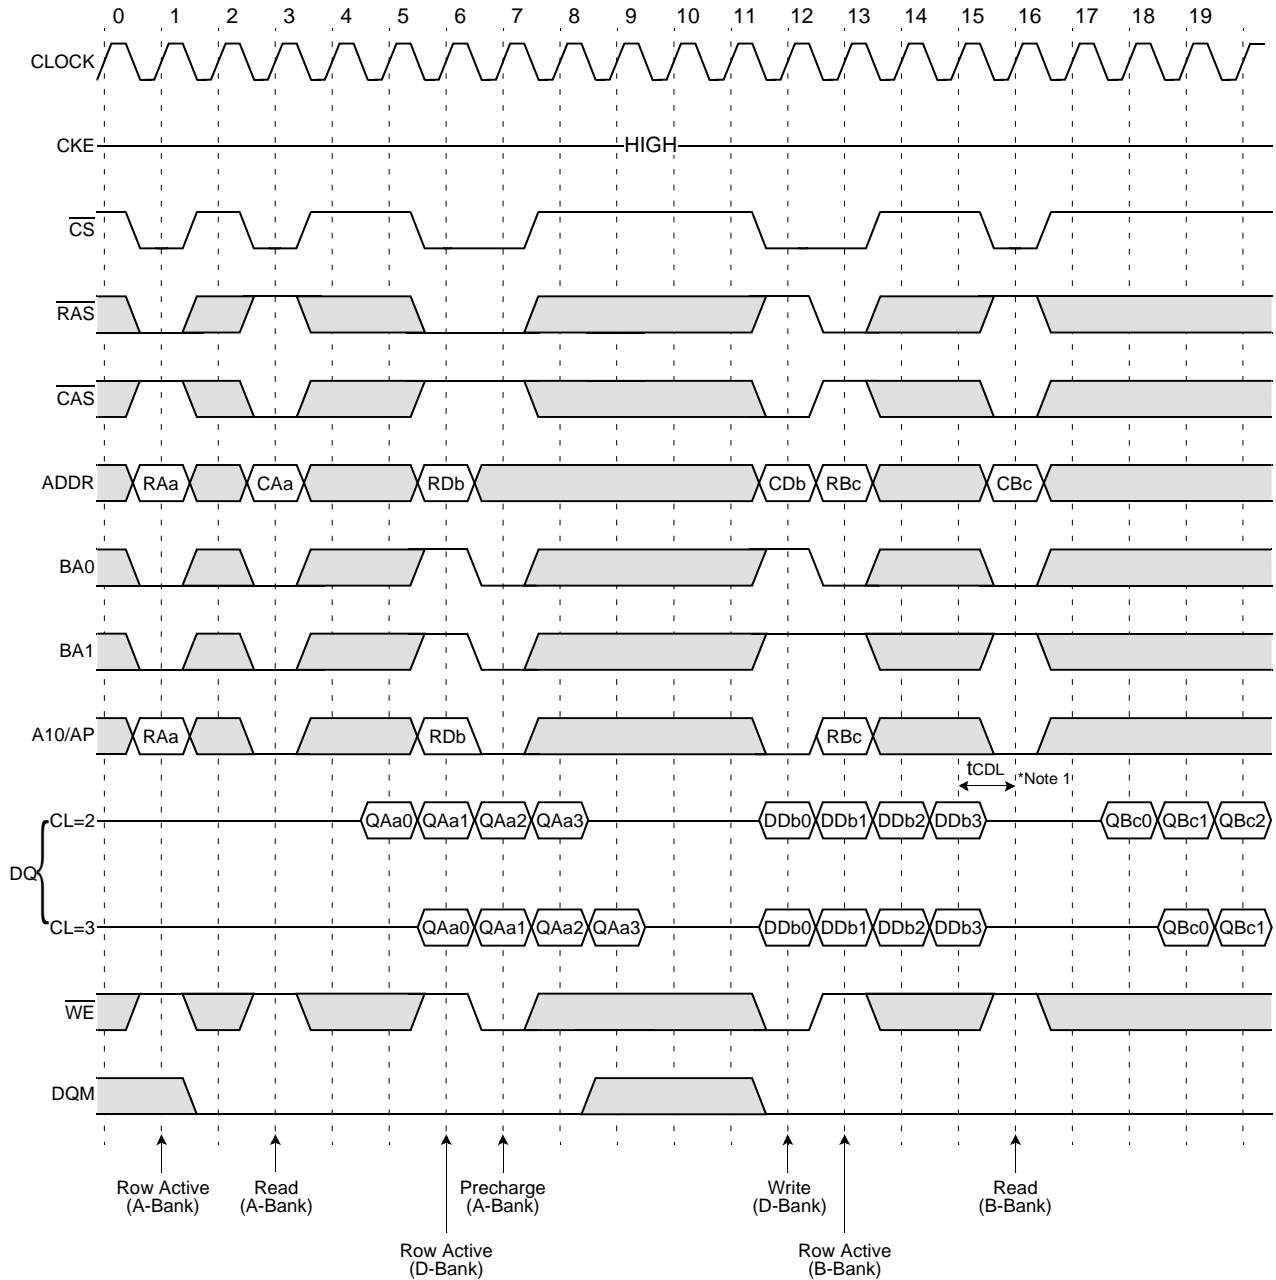 0 1 2 3 4 5 6 7 8 9 10 11 12 13 14 15 16 17 18 19
CLOCK
CKE HIGH
CS
RAS
CAS
ADDR RAa CAa RDb CDb RBc CBc
BA0
BA1
A10/AP RAa RDb RBc
tCDL *Note 1
CL=2 QAa0 QAa1 QAa2 QAa3 DDb0 DDb1 DDb2 DDb3 QBc0 QBc1 QBc2
DQ
CL=3 QAa0 QAa1 QAa2 QAa3 DDb0 DDb1 DDb2 DDb3 QBc0 QBc1
WE
DQM
Row Active
(A-Bank)
Read
(A-Bank)
Precharge
(A-Bank)
Write
(D-Bank)
Read
(B-Bank)
Row Active
(D-Bank)
Row Active
(B-Bank)